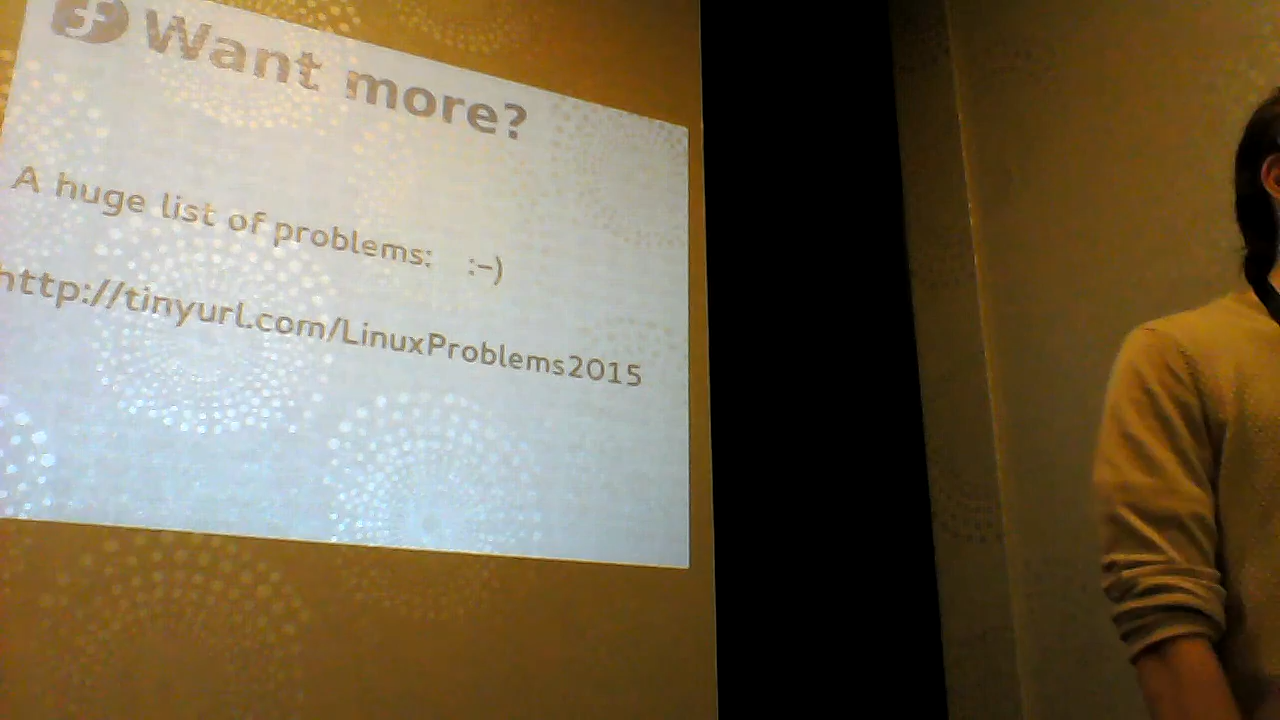 Want more?
A huge list of problems: :-)
http://tinyurl.com/LinuxProblems2015